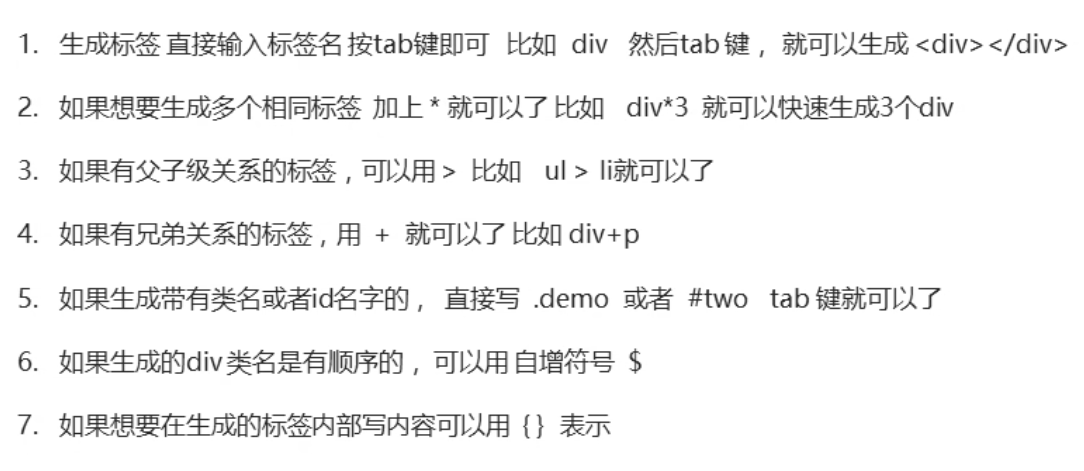 1. 生成标签 直接输入标签名 按tab键即可 比如 div 然后tab 键， 就可以生成 <div></div>
2. 如果想要生成多个相同标签 加上 * 就可以了 比如 div*3 就可以快速生成3个div
3. 如果有父子级关系的标签，可以用 > 比如 ul > li就可以了
4. 如果有兄弟关系的标签，用 + 就可以了 比如 div+p
5. 如果生成带有类名或者id名字的， 直接写 .demo 或者 #two tab 键就可以了
6. 如果生成的div 类名是有顺序的， 可以用 自增符号 $
7. 如果想要在生成的标签内部写内容可以用 { } 表示